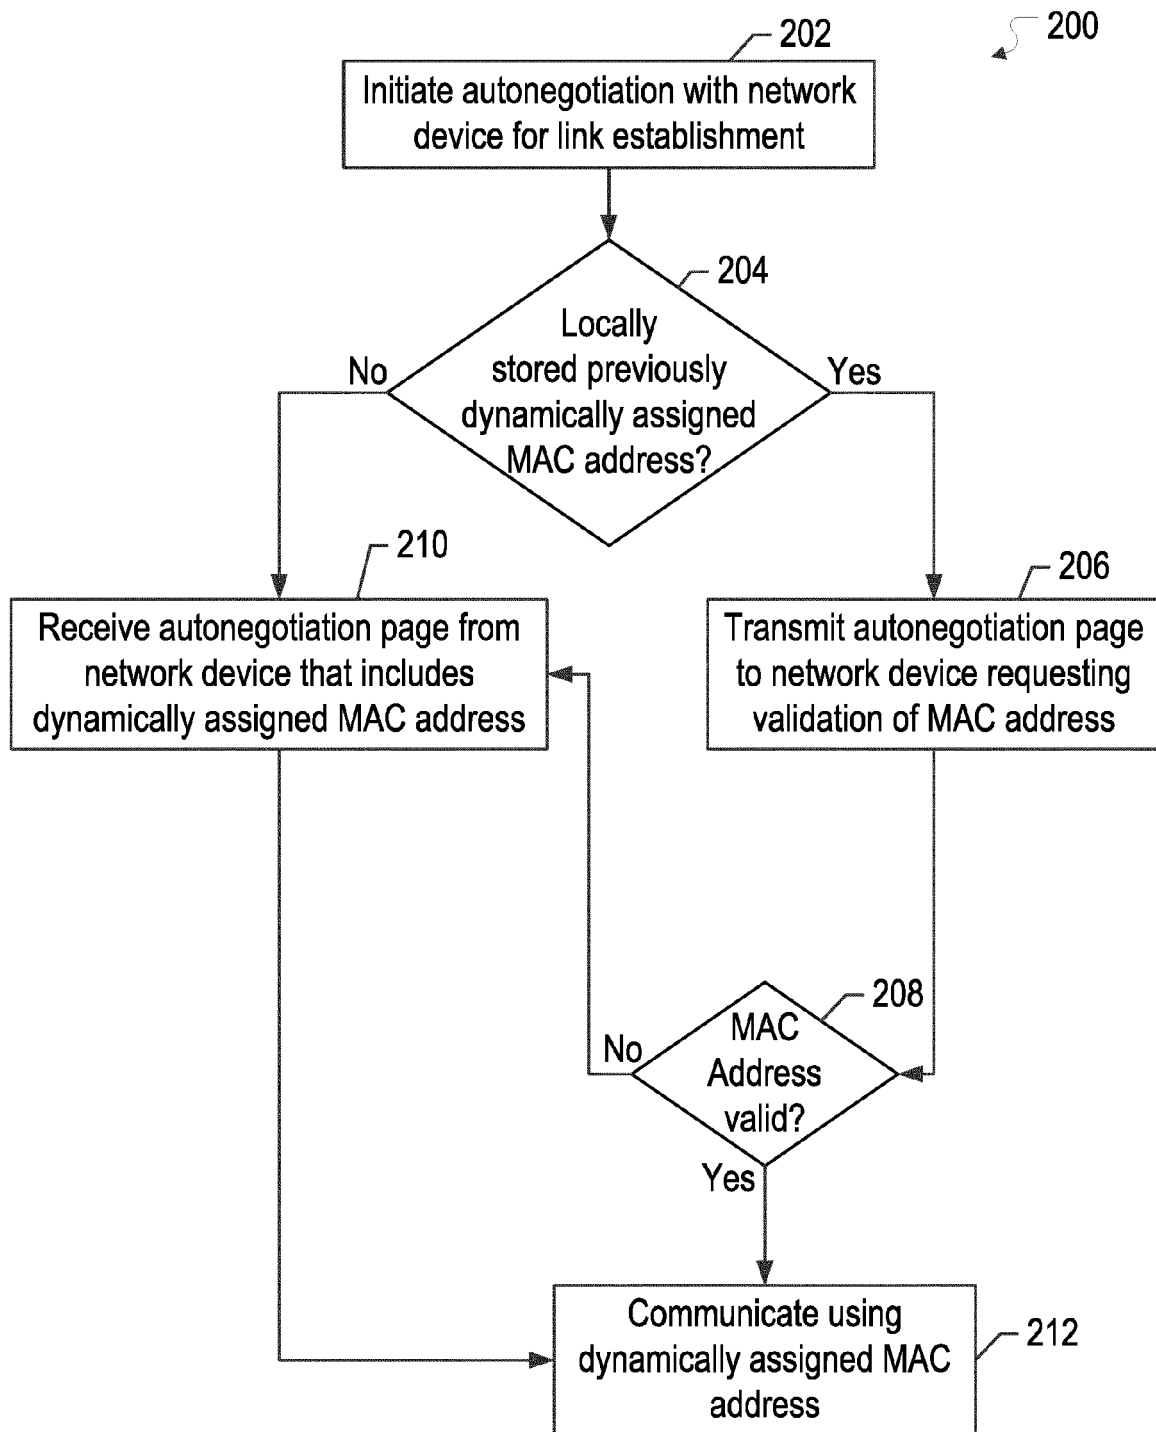 200
202
Initiate autonegotiation with network
device for link establishment
204
Locally
stored previously
dynamically assigned
MAC address?
No
Yes
210
Receive autonegotiation page from
network device that includes
dynamically assigned MAC address
206
Transmit autonegotiation page
to network device requesting
validation of MAC address
208
MAC
Address
valid?
No
Yes
Communicate using
dynamically assigned MAC
address
212